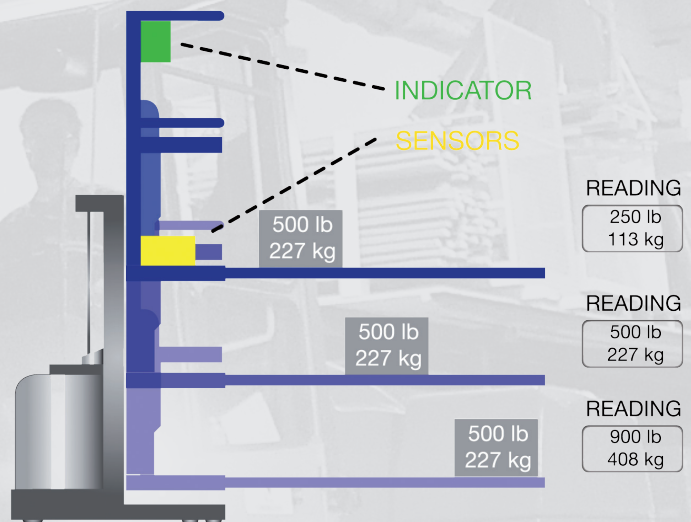 INDICATOR
SENSORS
READING
250 lb
113 kg
500 lb
227 kg
READING
500 lb
227 kg
500 lb
227 kg
READING
900 lb
408 kg
500 lb
227 kg